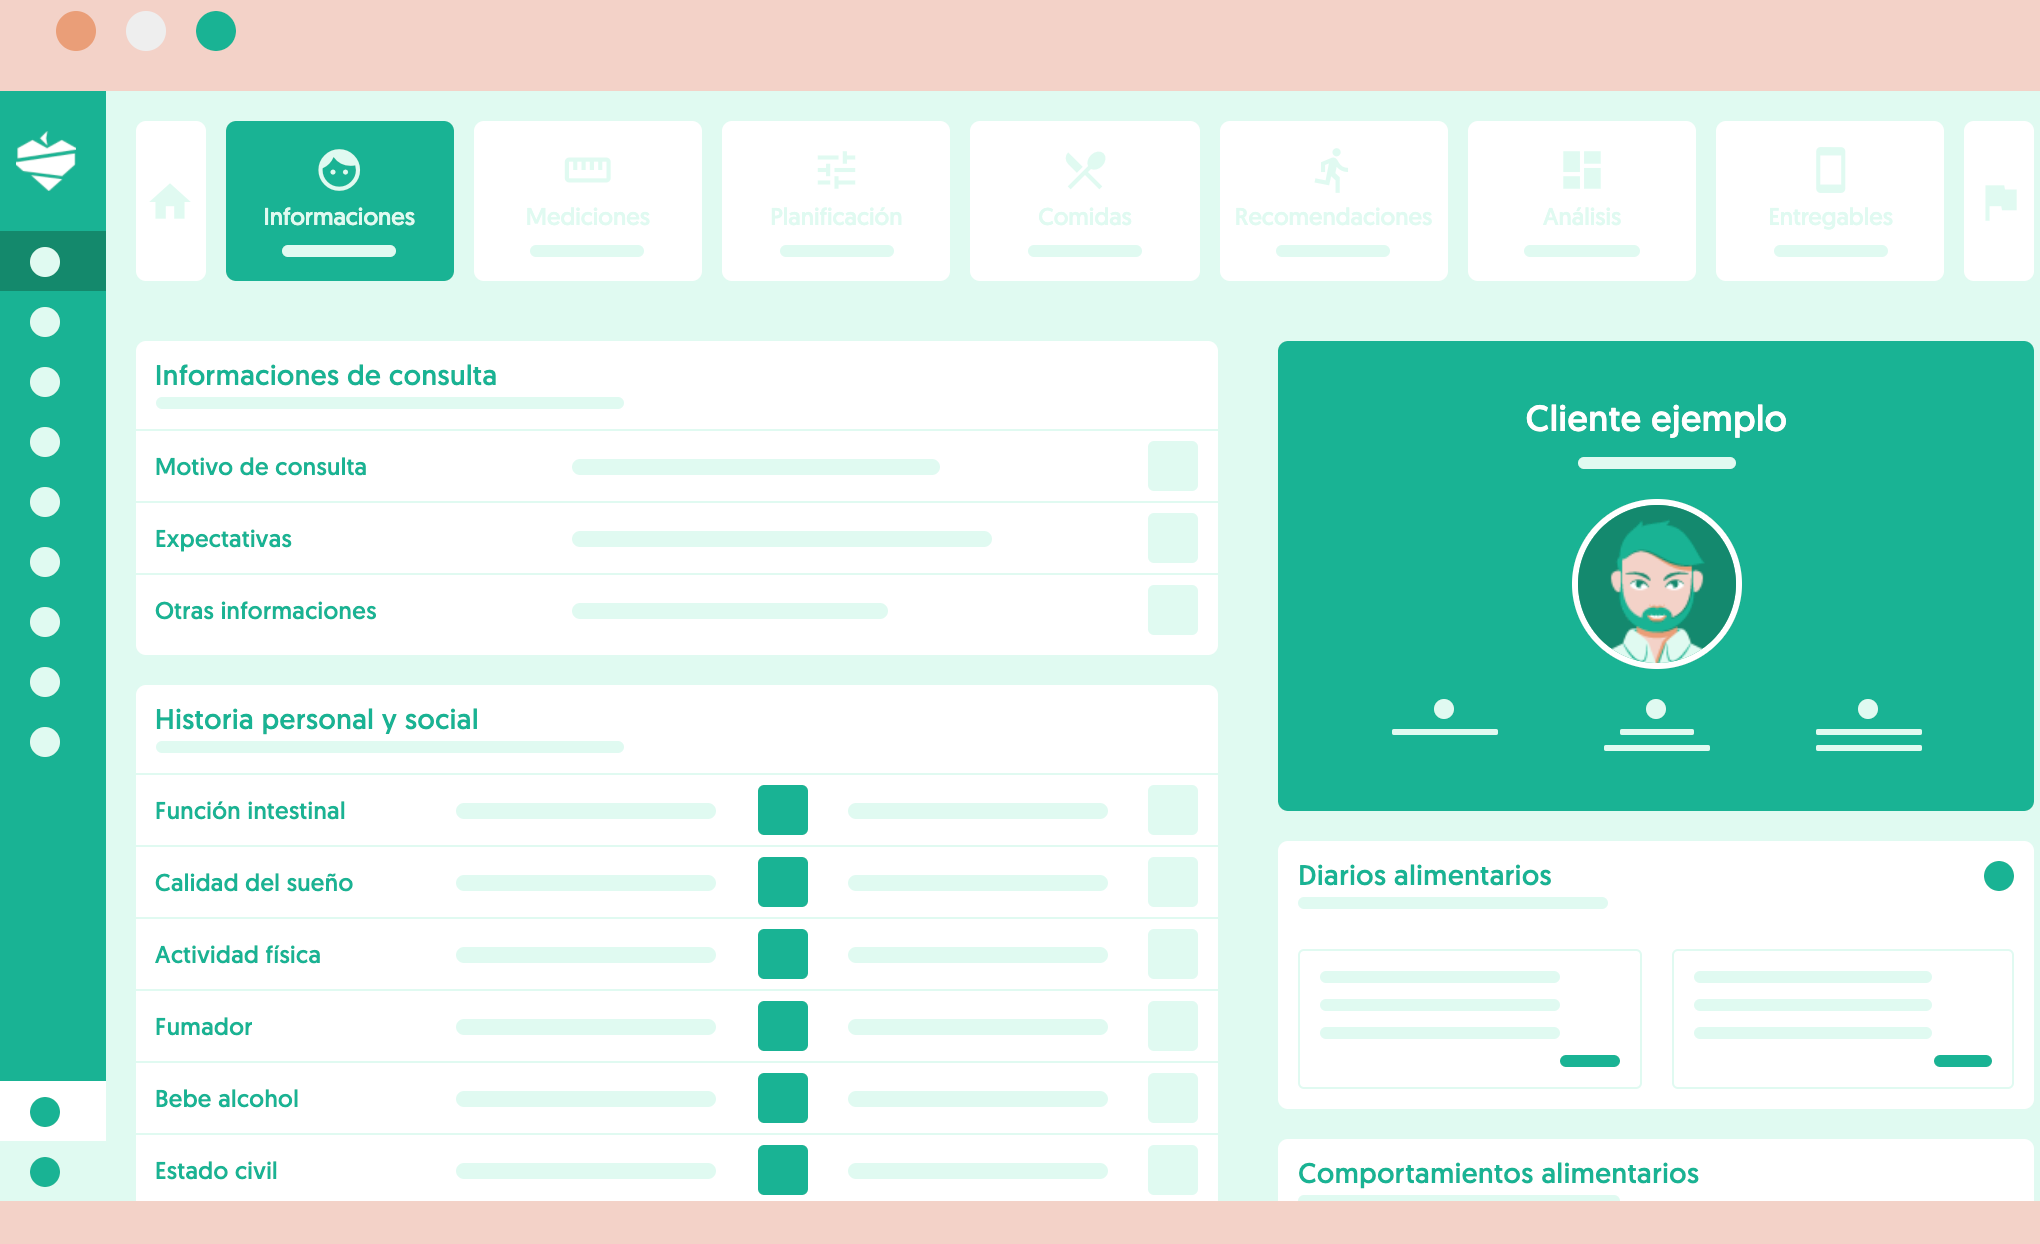 Informaciones
Mediciones
Planificación
Comidas
Recomendaciones
Análisis
Entregables
Informaciones de consulta
Motivo de consulta
Expectativas
Otras informaciones
Historia personal y social
Función intestinal
Calidad del sueño
Actividad física
Fumador
Bebe alcohol
Estado civil
Cliente ejemplo
Diarios alimentarios
Comportamientos alimentarios